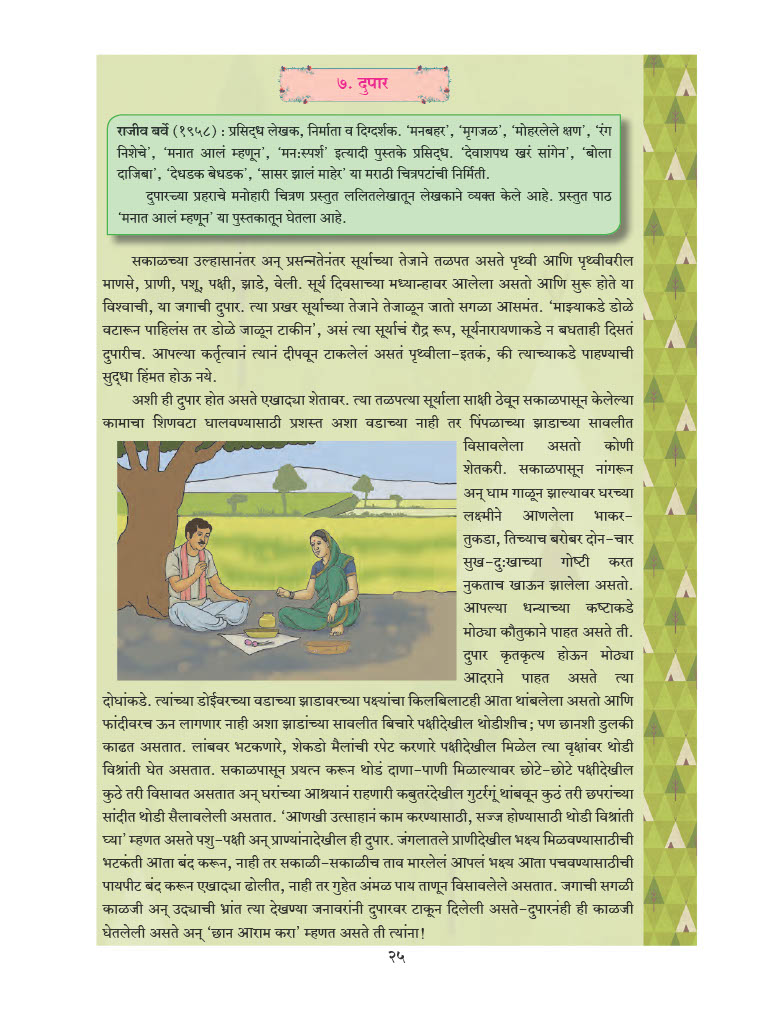 ७. दुपार
राजीव बर्वे (१९५८) : प्रसिद्ध लेखक, निर्माता व दिग्दर्शक. ‘मनबहर’, ‘मृगजळ’, ‘मोहरलेले क्षण’, ‘रंग
निशेचे’, ‘मनात आलं म्हणून’, ‘मन:स्पर्श’ इत्यादी पुस्तके प्रसिद्ध. ‘देवाशपथ खरं सांगेन’, ‘बोला
दाजिबा’, ‘देधडक बेधडक’, ‘सासर झालं माहेर’ या मराठी चित्रपटांची निर्मिती.
दुपारच्या प्रहराचे मनोहारी चित्रण प्रस्तुत ललितलेखातून लेखकाने व्यक्त केले आहे. प्रस्तुत पाठ
‘मनात आलं म्हणून’ या पुस्तकातून घेतला आहे.
सकाळच्या उल्हासानंतर अन् प्रसन्नतेनंतर सूर्याच्या तेजाने तळपत असते पृथ्वी आणि पृथ्वीवरील
माणसे, प्राणी, पशू, पक्षी, झाडे, वेली. सूर्य दिवसाच्या मध्यान्हावर आलेला असतो आणि सुरू होते या
विश्वाची, या जगाची दुपार. त्या प्रखर सूर्याच्या तेजाने तेजाळून जातो सगळा आसमंत. ‘माझ्याकडे डोळे
वटारून पाहिलंस तर डोळे जाळून टाकीन’, असं त्या सूर्याचं रौद्र रूप, सूर्यनारायणाकडे न बघताही दिसतं
दुपारीच. आपल्या कर्तृत्वानं त्यानं दीपवून टाकलेलं असतं पृथ्वीला-इतकं, की त्याच्याकडे पाहण्याची
सुद्धा हिंमत होऊ नये.
अशी ही दुपार होत असते एखाद्या शेतावर. त्या तळपत्या सूर्याला साक्षी ठेवून सकाळपासून केलेल्या
कामाचा शिणवटा घालवण्यासाठी प्रशस्त अशा वडाच्या नाही तर पिंपळाच्या झाडाच्या सावलीत
विसावलेला असतो कोणी
शेतकरी. सकाळपासून नांगरून
अन् घाम गाळून झाल्यावर घरच्या
लक्ष्मीने आणलेला भाकर-
तुकडा, तिच्याच बरोबर दोन-चार
सुख-दु:खाच्या गोष्टी करत
नुकताच खाऊन झालेला असतो.
आपल्या धन्याच्या कष्टाकडे
मोठ्या कौतुकाने पाहत असते ती.
दुपार कृतकृत्य होऊन मोठ्या
आदराने पाहत असते त्या
दोघांकडे. त्यांच्या डोईवरच्या वडाच्या झाडावरच्या पक्ष्यांचा किलबिलाटही आता थांबलेला असतो आणि
फांदीवरच ऊन लागणार नाही अशा झाडांच्या सावलीत बिचारे पक्षीदेखील थोडीशीच; पण छानशी डुलकी
काढत असतात. लांबवर भटकणारे, शेकडो मैलांची रपेट करणारे पक्षीदेखील मिळेल त्या वृक्षांवर थोडी
विश्रांती घेत असतात. सकाळपासून प्रयत्न करून थोडं दाणा-पाणी मिळाल्यावर छोटे-छोटे पक्षीदेखील
कुठे तरी विसावत असतात अन् घरांच्या आश्रयानं राहणारी कबुतरंदेखील गुटर्रगूं थांबवून कुठं तरी छपरांच्या
सांदीत थोडी सैलावलेली असतात. ‘आणखी उत्साहानं काम करण्यासाठी, सज्ज होण्यासाठी थोडी विश्रांती
घ्या’ म्हणत असते पशु-पक्षी अन् प्राण्यांनादेखील ही दुपार. जंगलातले प्राणीदेखील भक्ष्य मिळवण्यासाठीची
भटकंती आता बंद करून, नाही तर सकाळी-सकाळीच ताव मारलेलं आपलं भक्ष्य आता पचवण्यासाठीची
पायपीट बंद करून एखाद्या ढोलीत, नाही तर गुहेत अंमळ पाय ताणून विसावलेले असतात. जगाची सगळी
काळजी अन् उद्याची भ्रांत त्या देखण्या जनावरांनी दुपारवर टाकून दिलेली असते-दुपारनंही ही काळजी
घेतलेली असते अन् ‘छान आराम करा’ म्हणत असते ती त्यांना!
२५